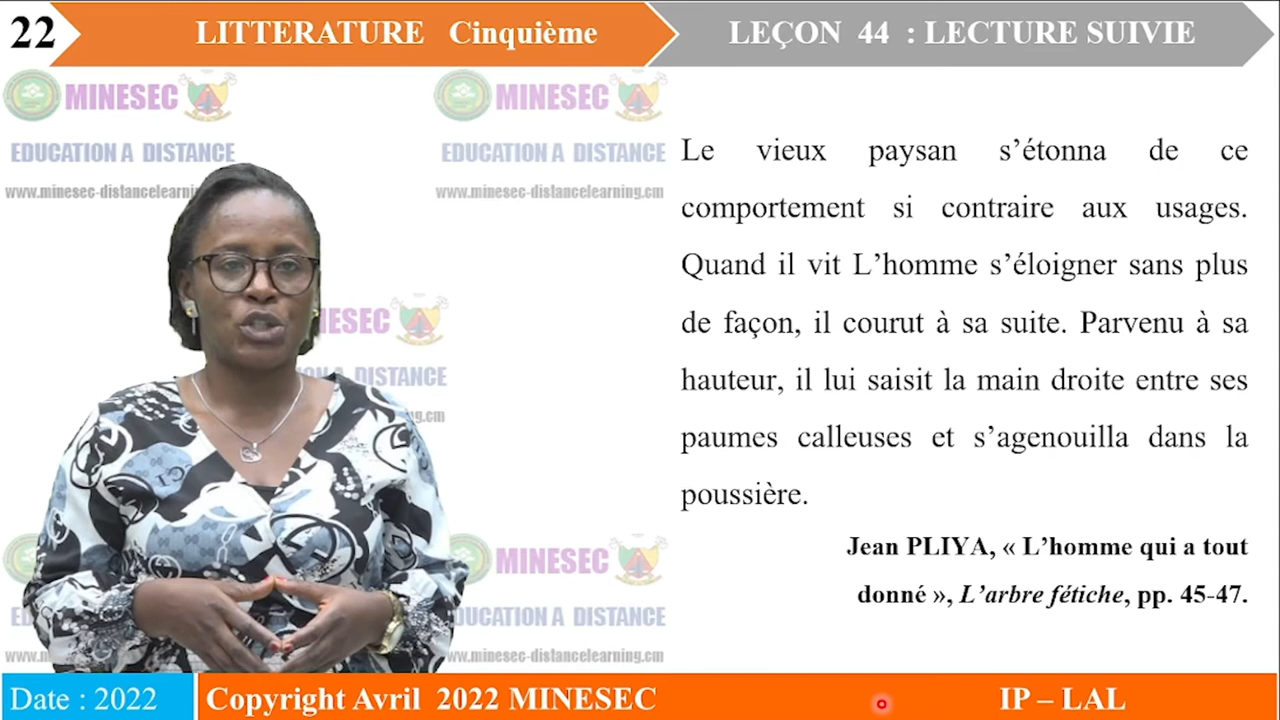 22
LITTERATURE Cinquième
LEÇON 44 : LECTURE SUIVIE
MINESEC
MINESEC
EDUCATION A DISTANCE
EDUCATION A DISTANCE
www.minesec-distancelearni
www.minesec-distancelearning.cm
Le vieux paysan s’étonna de ce
comportement si contraire aux usages.
Quand il vit L’homme s’éloigner sans plus
de façon, il courut à sa suite. Parvenu à sa
hauteur, il lui saisit la main droite entre ses
paumes calleuses et s’agenouilla dans la
poussière.
Jean PLIYA, « L’homme qui a tout
donné », L’arbre fétiche, pp. 45-47.
ESEC
DISTANCE
MINESEC
EDUCATION A DISTANCE
www.minesec-distancelearning.cm
Date : 2022
Copyright Avril 2022 MINESEC
IP – LAL